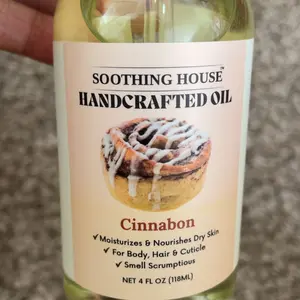 SOOTHING HOUSE™
HANDCRAFTED OIL
Cinnabon
✓ Moisturizes & Nourishes Dry Skin
✓ For Body, Hair & Cuticle
✓ Smell Scrumptious
NET 4 FL OZ (118ML)